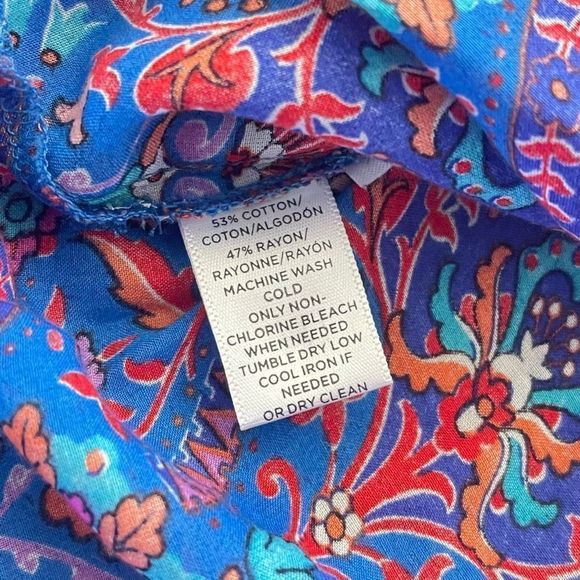 53% COTTON/
COTON/ALGODÓN
47% RAYON/
RAYONNE/RAYÓN
MACHINE WASH
COLD
ONLY NON-
CHLORINE BLEACH
WHEN NEEDED
TUMBLE DRY LOW
COOL IRON IF
NEEDED
OR DRY CLEAN